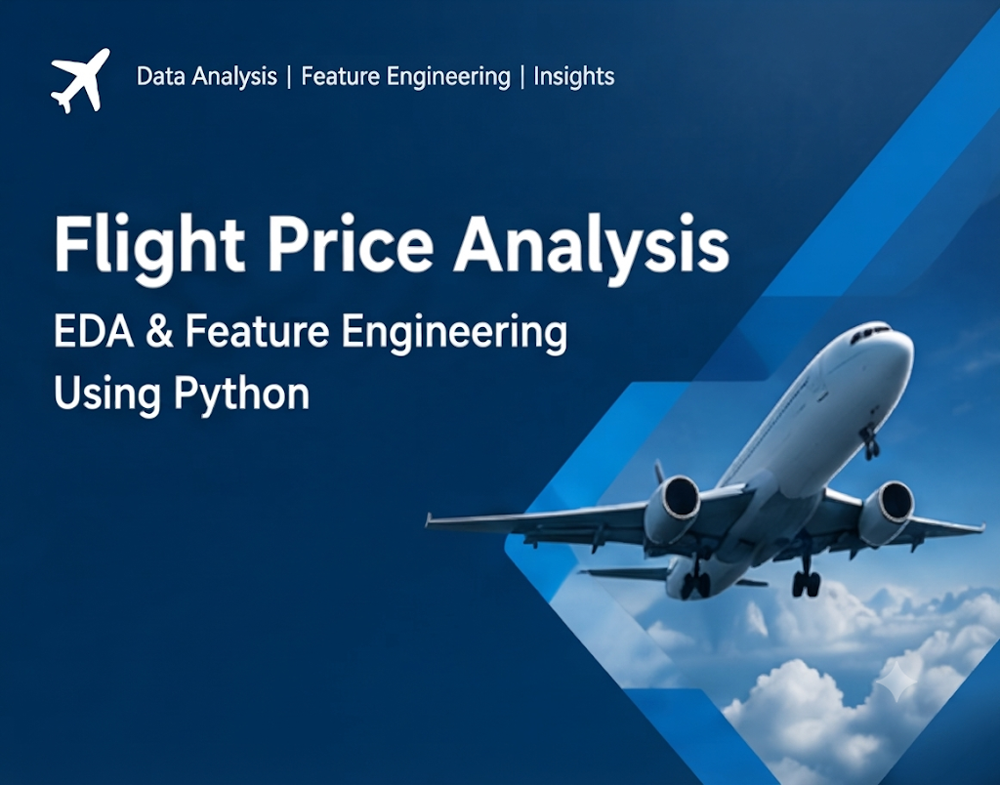 Data Analysis | Feature Engineering | Insights
Flight Price Analysis
EDA & Feature Engineering
Using Python